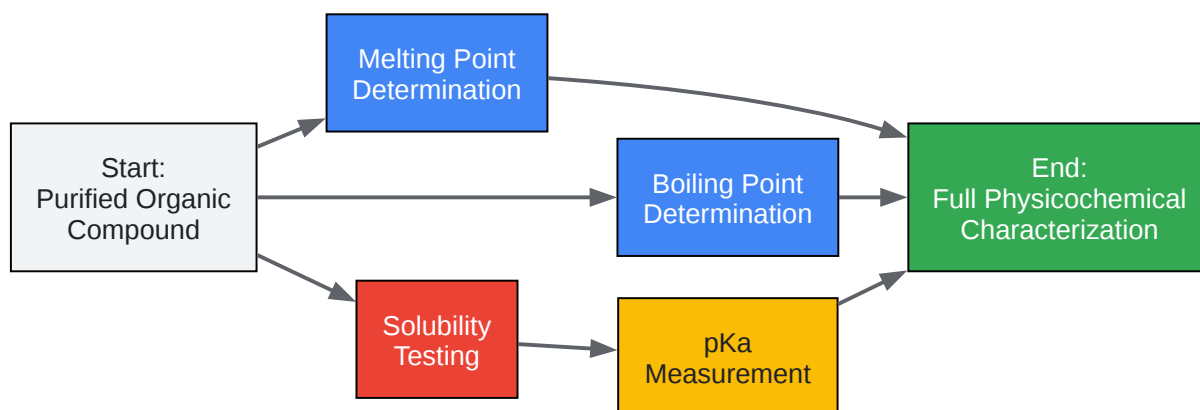 Melting Point
Determination
Start:
Purified Organic
Compound
Boiling Point
Determination
End:
Full Physicochemical
Characterization
Solubility
Testing
pKa
Measurement